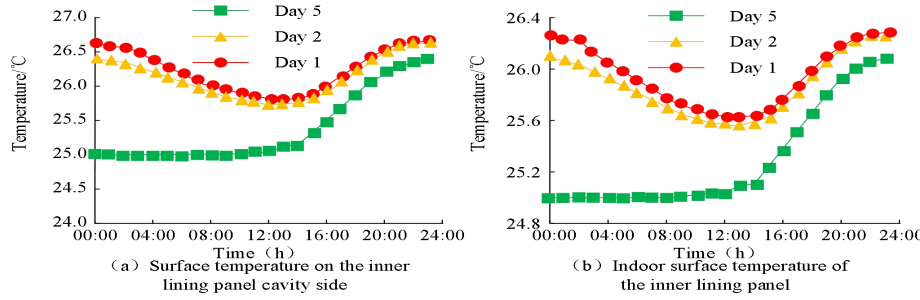 27.0
26.5
26.0
25.5
25.0
24.5
24.0
Temperature/℃
Day 5
Day 2
Day 1
00:00 04:00 08:00 12:00 16:00 20:00 24:00
Time（h）
（a）Surface temperature on the inner
lining panel cavity side
26.4
26.0
25.6
25.2
24.8
Temperature/℃
Day 5
Day 2
Day 1
00:00 04:00 08:00 12:00 16:00 20:00 24:00
Time（h）
（b）Indoor surface temperature of
the inner lining panel